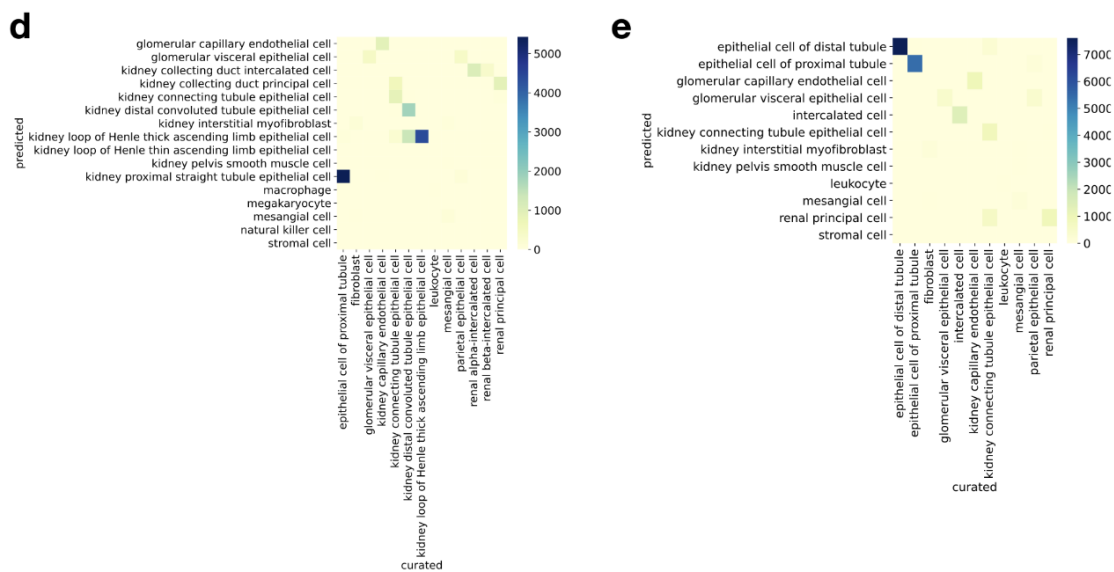 d
predicted
glomerular capillary endothelial cell
glomerular visceral epithelial cell
kidney collecting duct intercalated cell
kidney collecting duct principal cell
kidney connecting tubule epithelial cell
kidney distal convoluted tubule epithelial cell
kidney interstitial myofibroblast
kidney loop of Henle thick ascending limb epithelial cell
kidney loop of Henle thin ascending limb epithelial cell
kidney pelvis smooth muscle cell
kidney proximal straight tubule epithelial cell
macrophage
megakaryocyte
mesangial cell
natural killer cell
stromal cell
epithelial cell of proximal tubule
fibroblast
glomerular visceral epithelial cell
kidney capillary endothelial cell
kidney connecting tubule epithelial cell
kidney distal convoluted tubule epithelial cell
kidney loop of Henle thick ascending limb epithelial cell
leukocyte
mesangial cell
parietal epithelial cell
renal alpha-intercalated cell
renal beta-intercalated cell
renal principal cell
curated
5000
4000
3000
2000
1000
0
e
predicted
epithelial cell of distal tubule
epithelial cell of proximal tubule
glomerular capillary endothelial cell
glomerular visceral epithelial cell
intercalated cell
kidney connecting tubule epithelial cell
kidney interstitial myofibroblast
kidney pelvis smooth muscle cell
leukocyte
mesangial cell
renal principal cell
stromal cell
epithelial cell of distal tubule
epithelial cell of proximal tubule
fibroblast
glomerular visceral epithelial cell
intercalated cell
kidney capillary endothelial cell
kidney connecting tubule epithelial cell
leukocyte
mesangial cell
parietal epithelial cell
renal principal cell
curated
7000
6000
5000
4000
3000
2000
1000
0